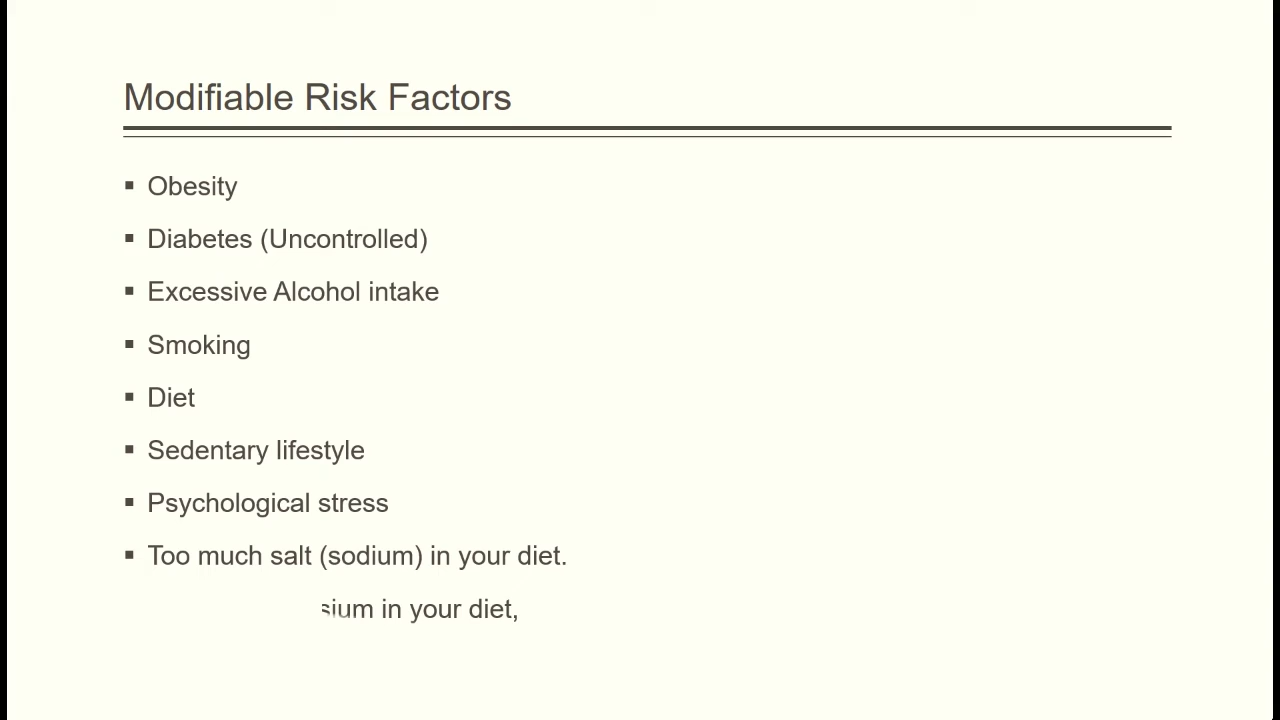 Modifiable Risk Factors
Obesity
Diabetes (Uncontrolled)
Excessive Alcohol intake
Smoking
Diet
Sedentary lifestyle
Psychological stress
Too much salt (sodium) in your diet.
in your diet,